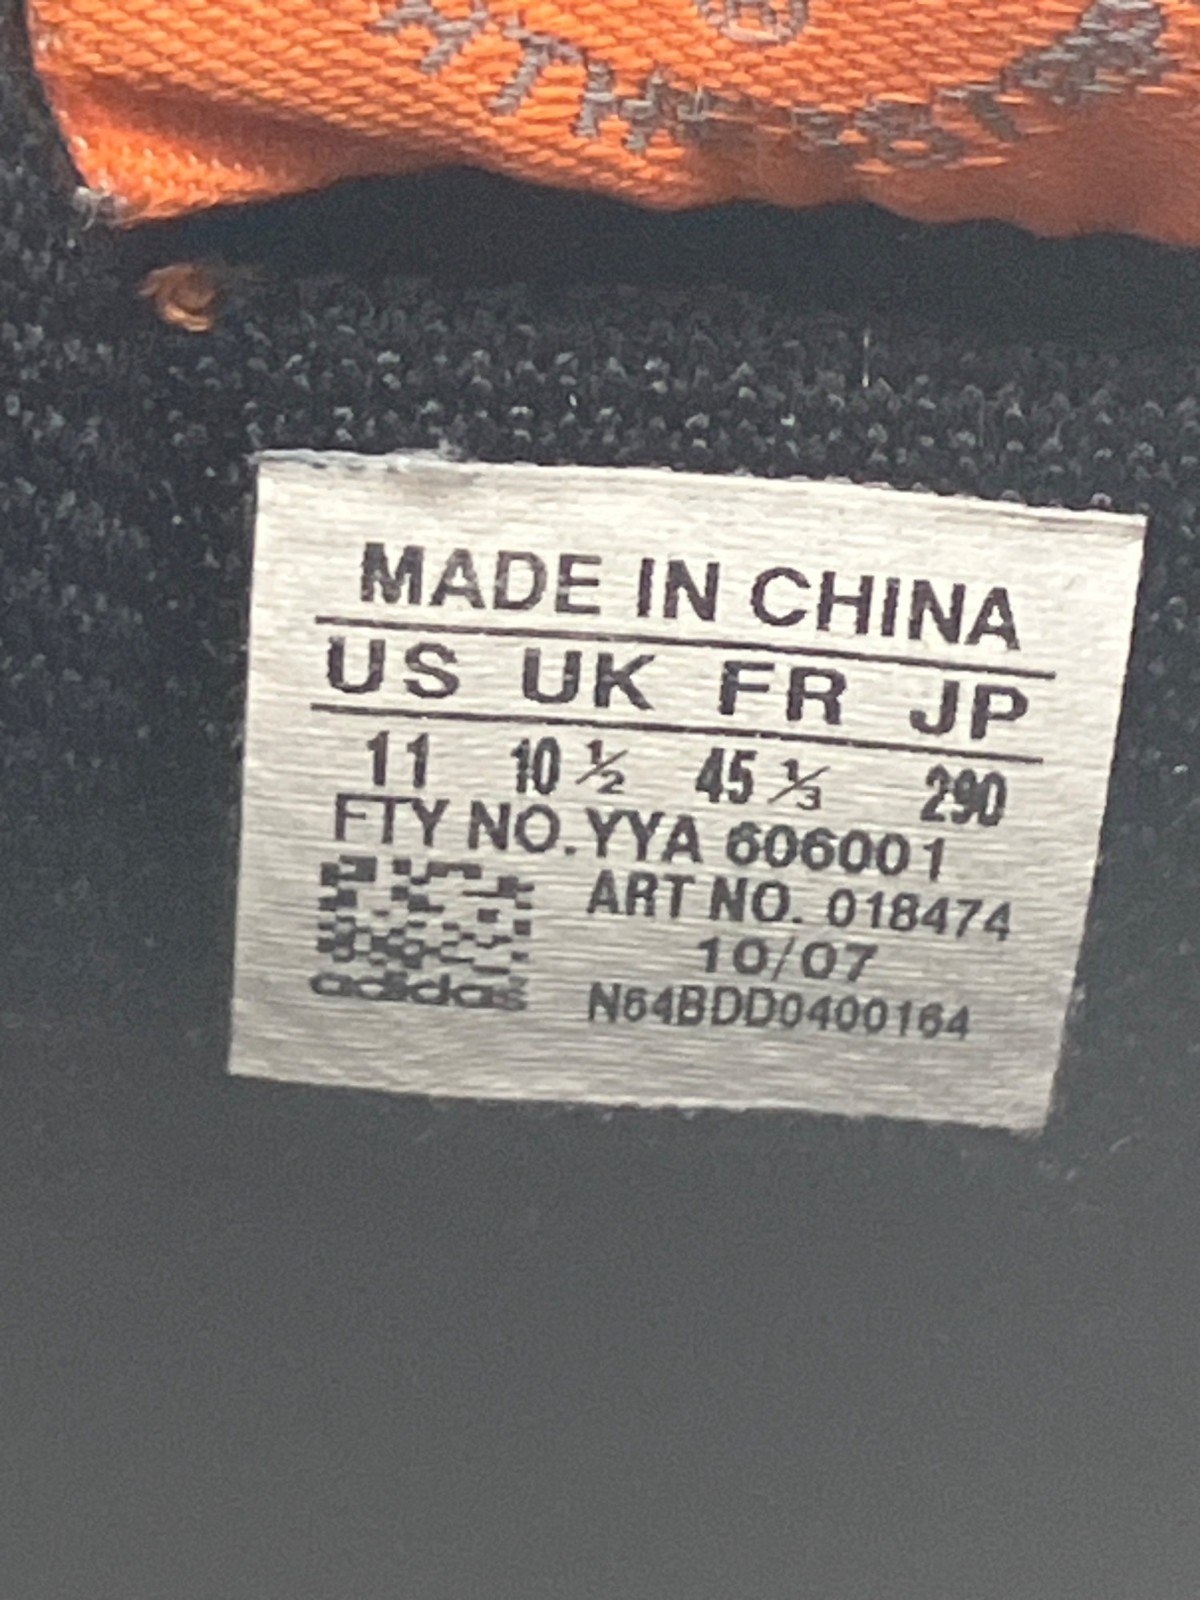 MADE IN CHINA
US UK FR JP
11 10 ½ 45 ⅓ 290
FTY NO. YYA 606001
ART NO. 018474
10/07
adidas
N64BDD0400164